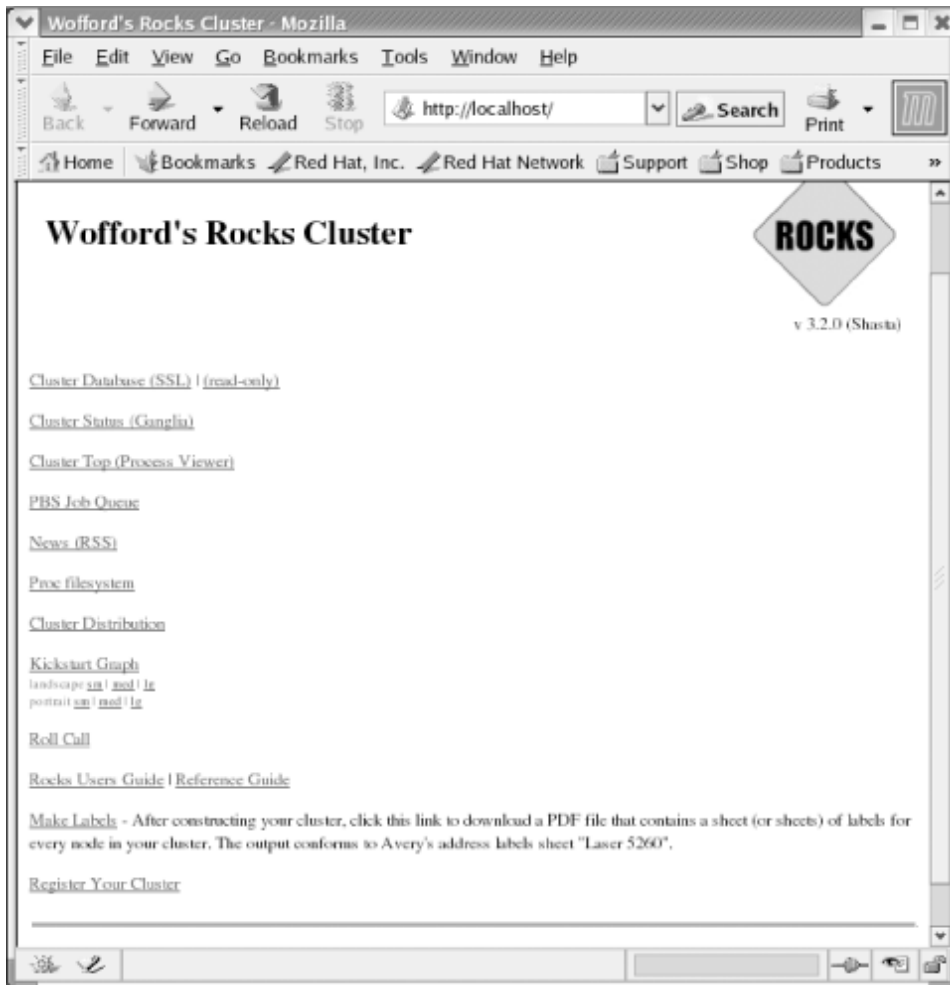 Wofford's Rocks Cluster - Mozilla
File Edit View Go Bookmarks Tools Window Help
Back Forward Reload Stop http://localhost/ Search Print
Home Bookmarks Red Hat, Inc. Red Hat Network Support Shop Products »
Wofford's Rocks Cluster
ROCKS
v 3.2.0 (Shasta)
Cluster Database (SSL) | (read-only)
Cluster Status (Ganglia)
Cluster Top (Process Viewer)
PBS Job Queue
News (RSS)
Proc filesystem
Cluster Distribution
Kickstart Graph
landscape sm | med | lg
portrait sm | med | lg
Roll Call
Rocks Users Guide | Reference Guide
Make Labels - After constructing your cluster, click this link to download a PDF file that contains a sheet (or sheets) of labels for
every node in your cluster. The output conforms to Avery's address labels sheet "Laser 5260".
Register Your Cluster